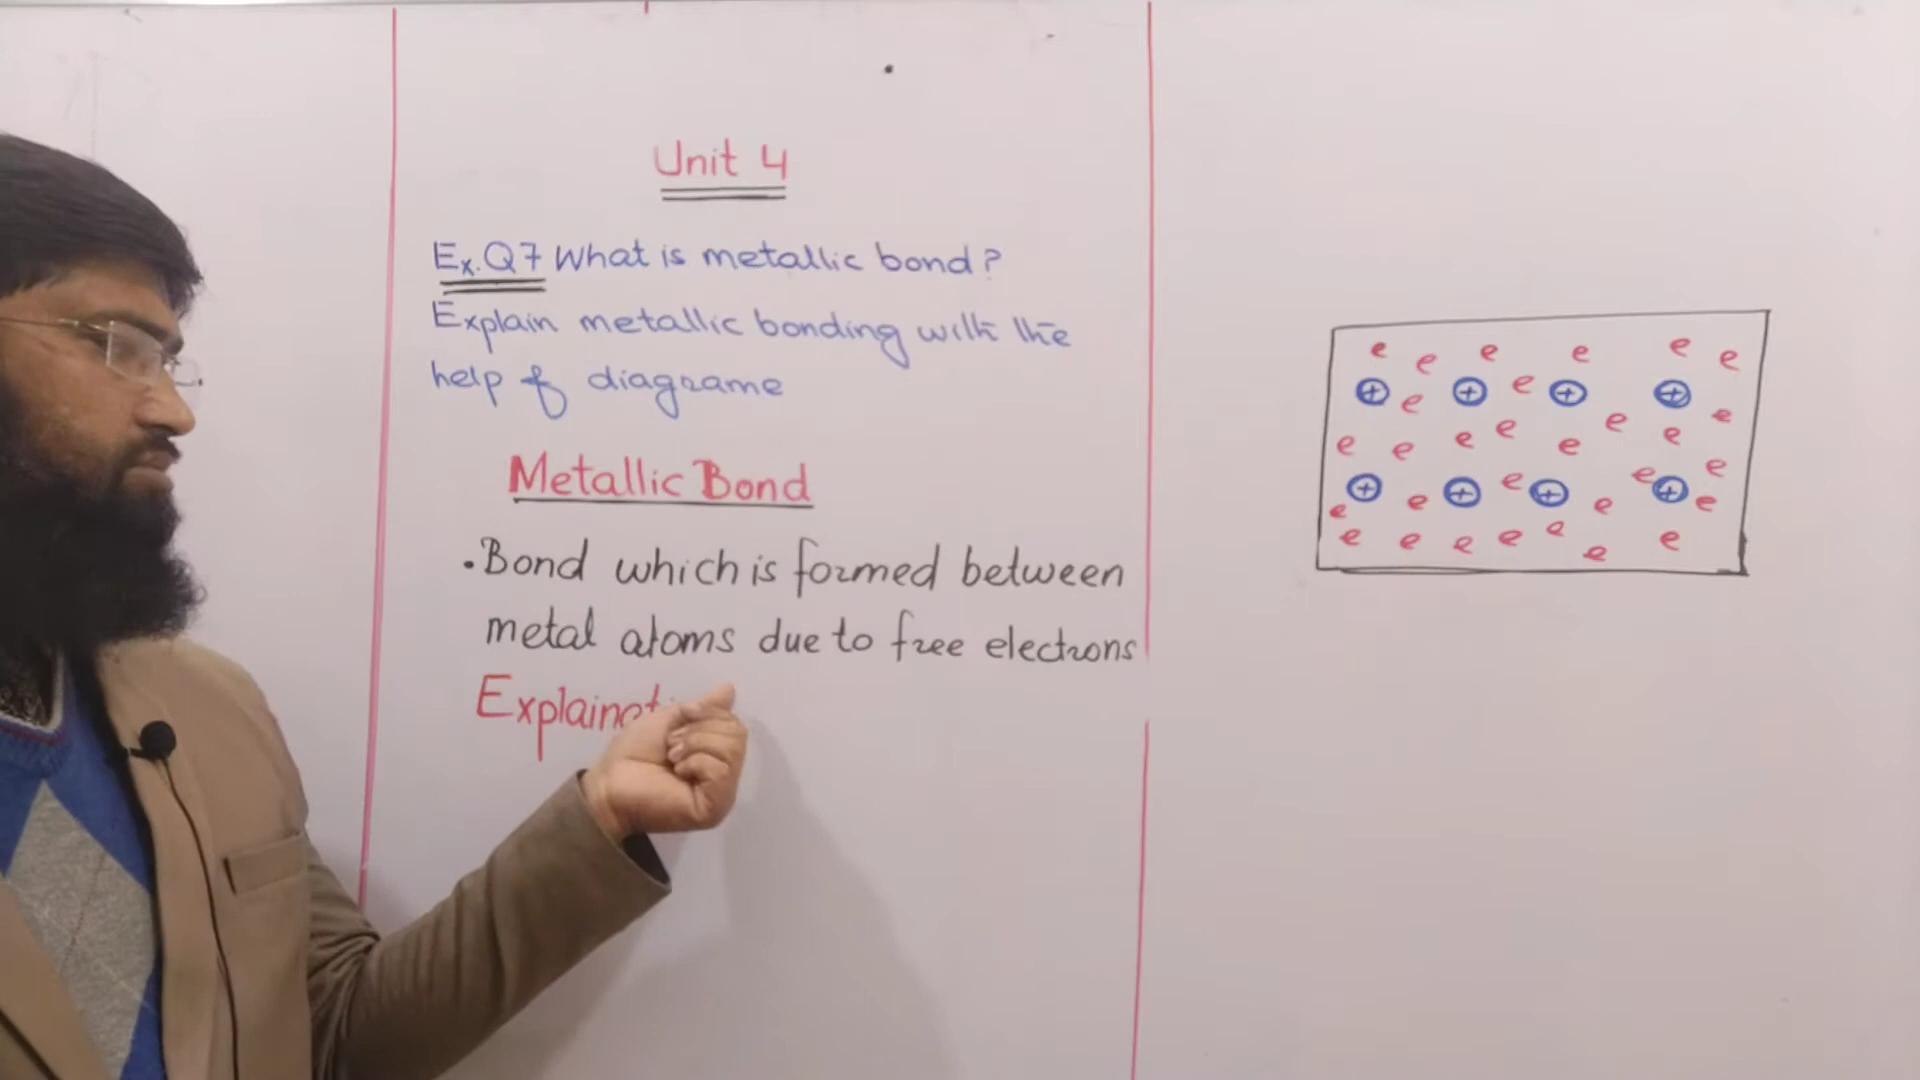 Unit 4
Ex.Q7 What is metallic bond?
Explain metallic bonding with the
help of diagrame
Metallic Bond
• Bond which is formed between
metal atoms due to free electrons
e e e e e e
+ e + e + + e
e e e e e e e
+ e + e + e e + e e
e e e e e e e e